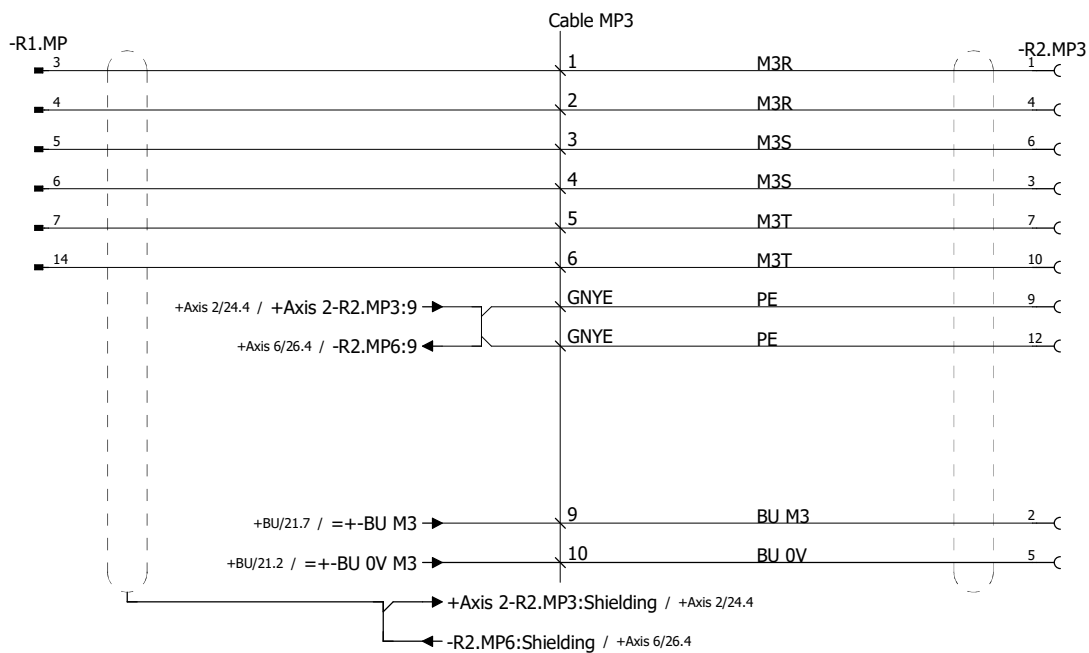 Cable MP3
-R1.MP -R2.MP3
3 1 M3R 1
4 2 M3R 4
5 3 M3S 6
6 4 M3S 3
7 5 M3T 7
14 6 M3T 10
+Axis 2/24.4 / +Axis 2-R2.MP3:9 GNYE PE 9
+Axis 6/26.4 / -R2.MP6:9 GNYE PE 12
+BU/21.7 / =+-BU M3 9 BU M3 2
+BU/21.2 / =+-BU 0V M3 10 BU 0V 5
+Axis 2-R2.MP3:Shielding / +Axis 2/24.4
-R2.MP6:Shielding / +Axis 6/26.4